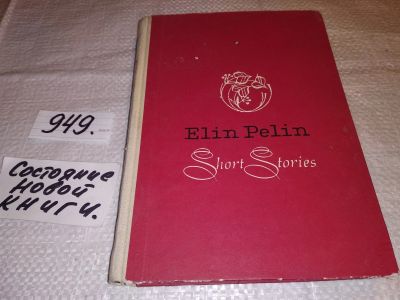 949.
Состояние
Новой
Книги.
Elin Pelin
Short Stories